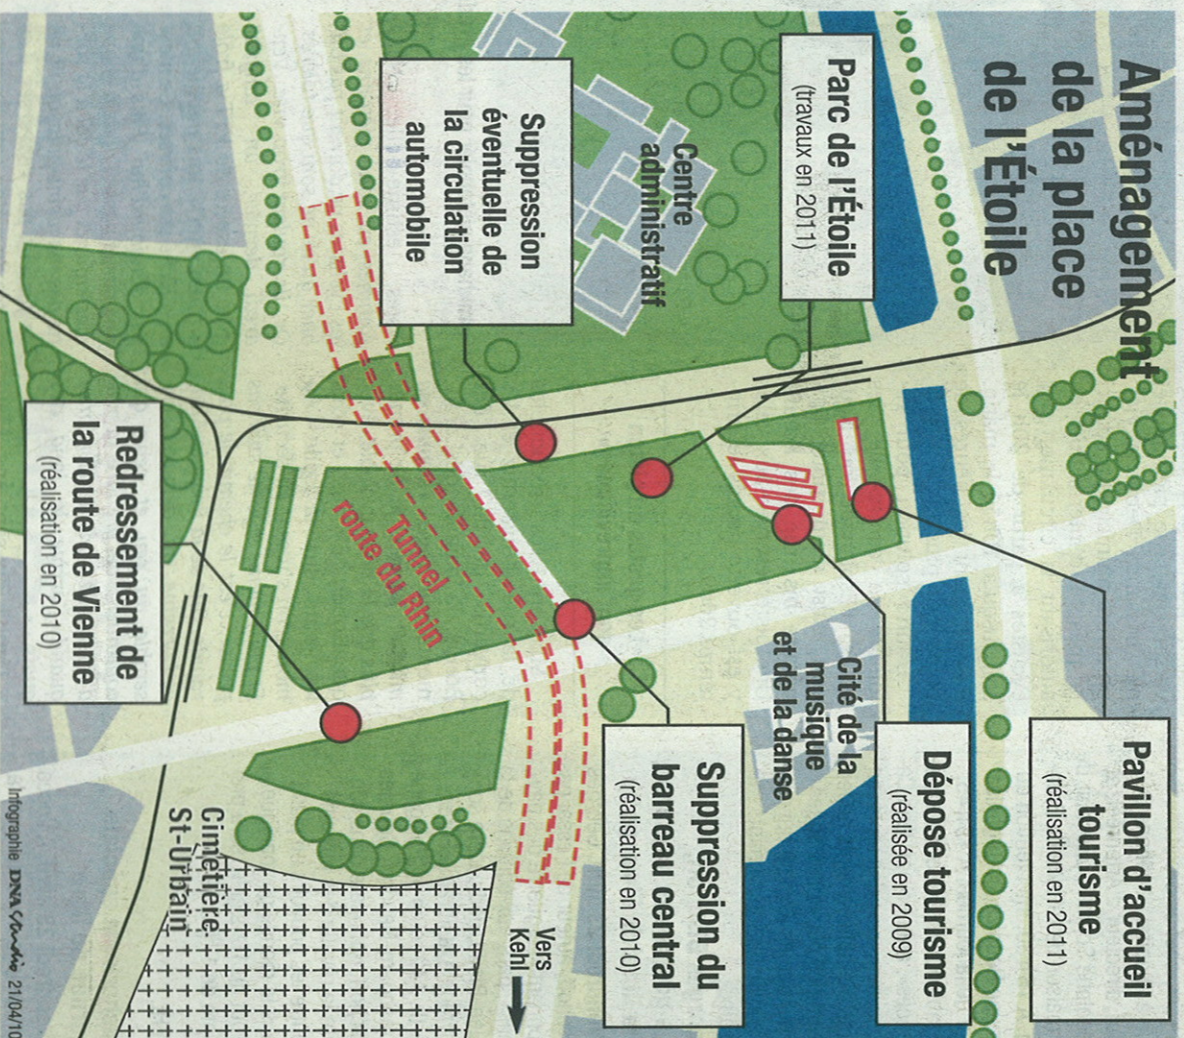 Aménagement
de la place
de l'Étoile
Parc de l'Étoile
(travaux en 2011)
Centre
administratif
Suppression
éventuelle de
la circulation
automobile
Pavillon d'accueil
tourisme
(réalisation en 2011)
Dépose tourisme
(réalisée en 2009)
Cité de la
musique
et de la danse
Suppression du
barreau central
(réalisation en 2010)
Tunnel
route du Rhin
Vers
Kehl
Redressement de
la route de Vienne
(réalisation en 2010)
Cimetière
St-Urbain
Infographie DNA Studio 21/04/10